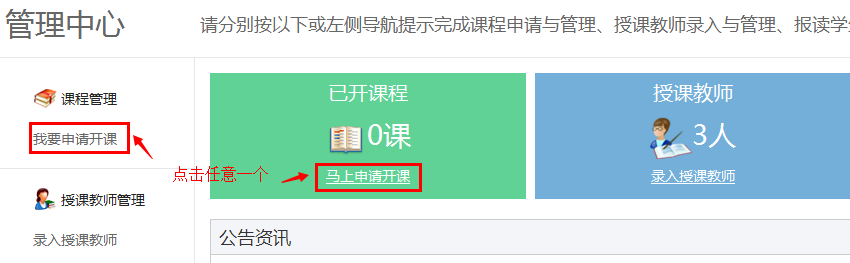 管理中心
请分别按以下或左侧导航提示完成课程申请与管理、授课教师录入与管理、报读学
课程管理
我要申请开课
授课教师管理
录入授课教师
点击任意一个
已开课程
0课
马上申请开课
授课教师
3人
录入授课教师
公告资讯